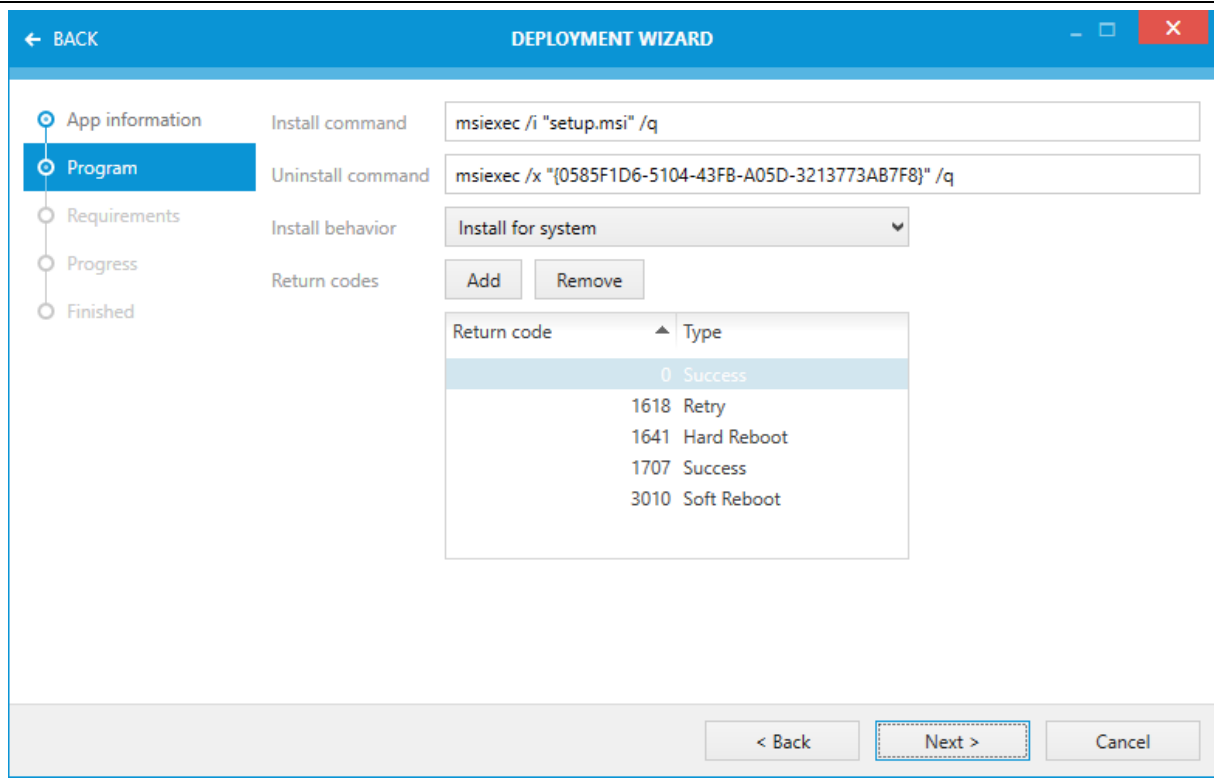 ← BACK DEPLOYMENT WIZARD
App information
Program
Requirements
Progress
Finished
Install command msiexec /i "setup.msi" /q
Uninstall command msiexec /x "{0585F1D6-5104-43FB-A05D-3213773AB7F8}" /q
Install behavior Install for system
Return codes Add Remove
Return code Type
0 Success
1618 Retry
1641 Hard Reboot
1707 Success
3010 Soft Reboot
< Back Next > Cancel